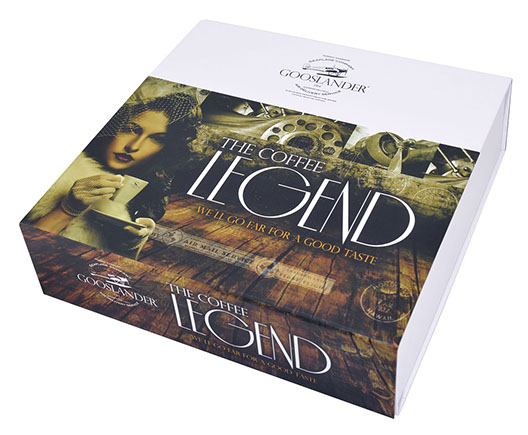 GOOSLANDER
THE COFFEE
LEGEND
WE'LL GO FAR FOR A GOOD TASTE
AIR MAIL SERVICE
GOOSLANDER
THE COFFEE
LEGEND
WE'LL GO FAR FOR A GOOD TASTE